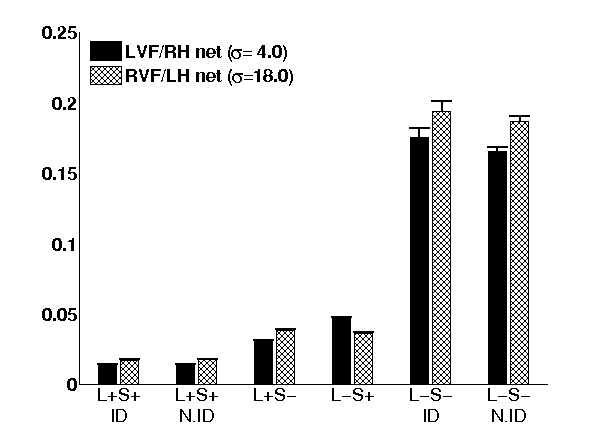 0.25
LVF/RH net (σ= 4.0)
RVF/LH net (σ=18.0)
0.2
0.15
0.1
0.05
0
L+S+ L+S+ L+S− L−S+ L−S− L−S−
ID N.ID ID N.ID